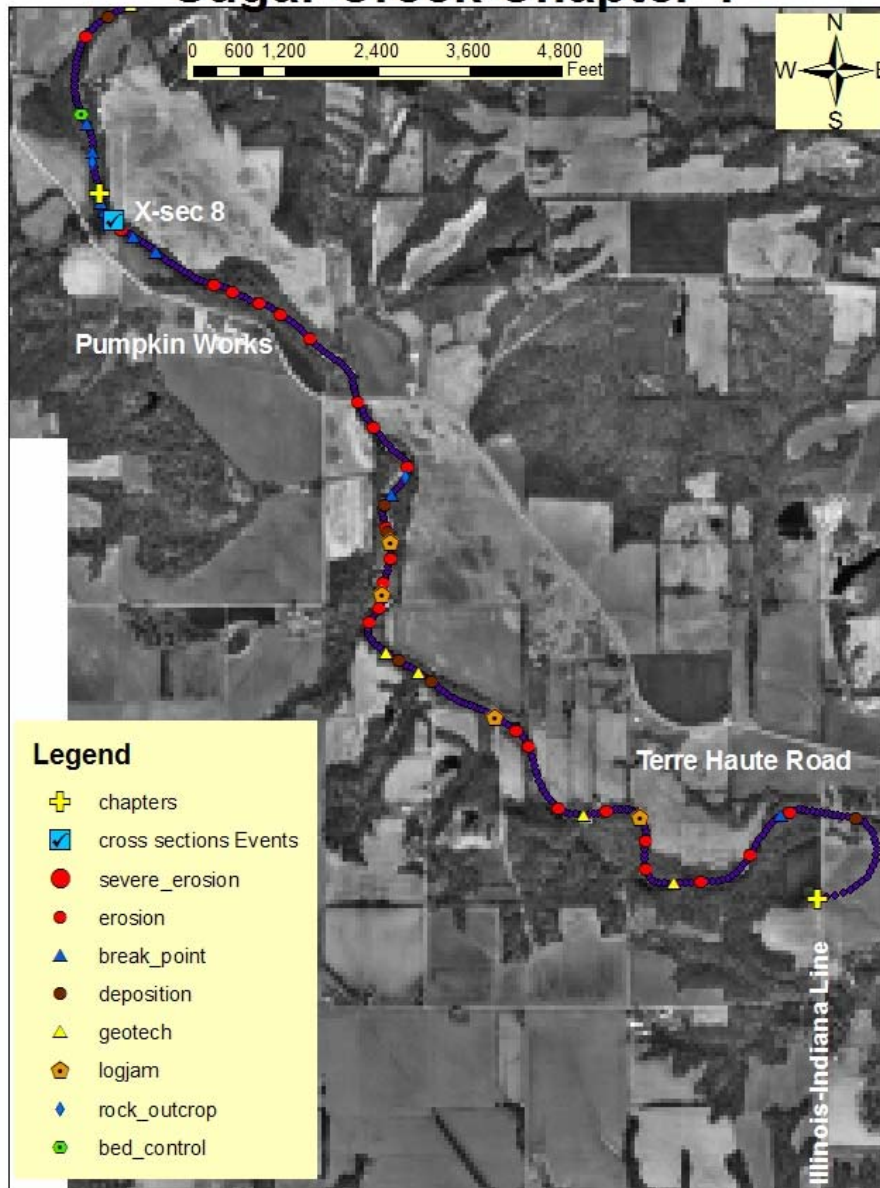 Sugar Creek Chapter
0 600 1,200 2,400 3,600 4,800
Feet
N
W E
S
X-sec 8
Pumpkin Works
Terre Haute Road
Illinois-Indiana Line
Legend
chapters
cross sections Events
severe_erosion
erosion
break_point
deposition
geotech
logjam
rock_outcrop
bed_control